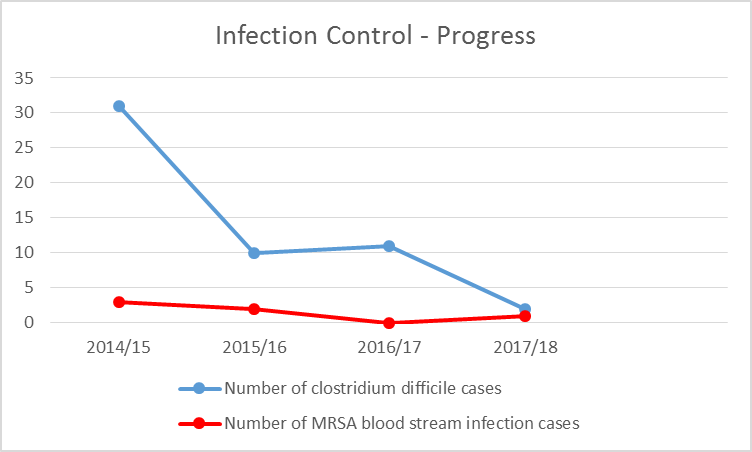 Infection Control - Progress
35
30
25
20
15
10
5
0
2014/15 2015/16 2016/17 2017/18
Number of clostridium difficile cases
Number of MRSA blood stream infection cases